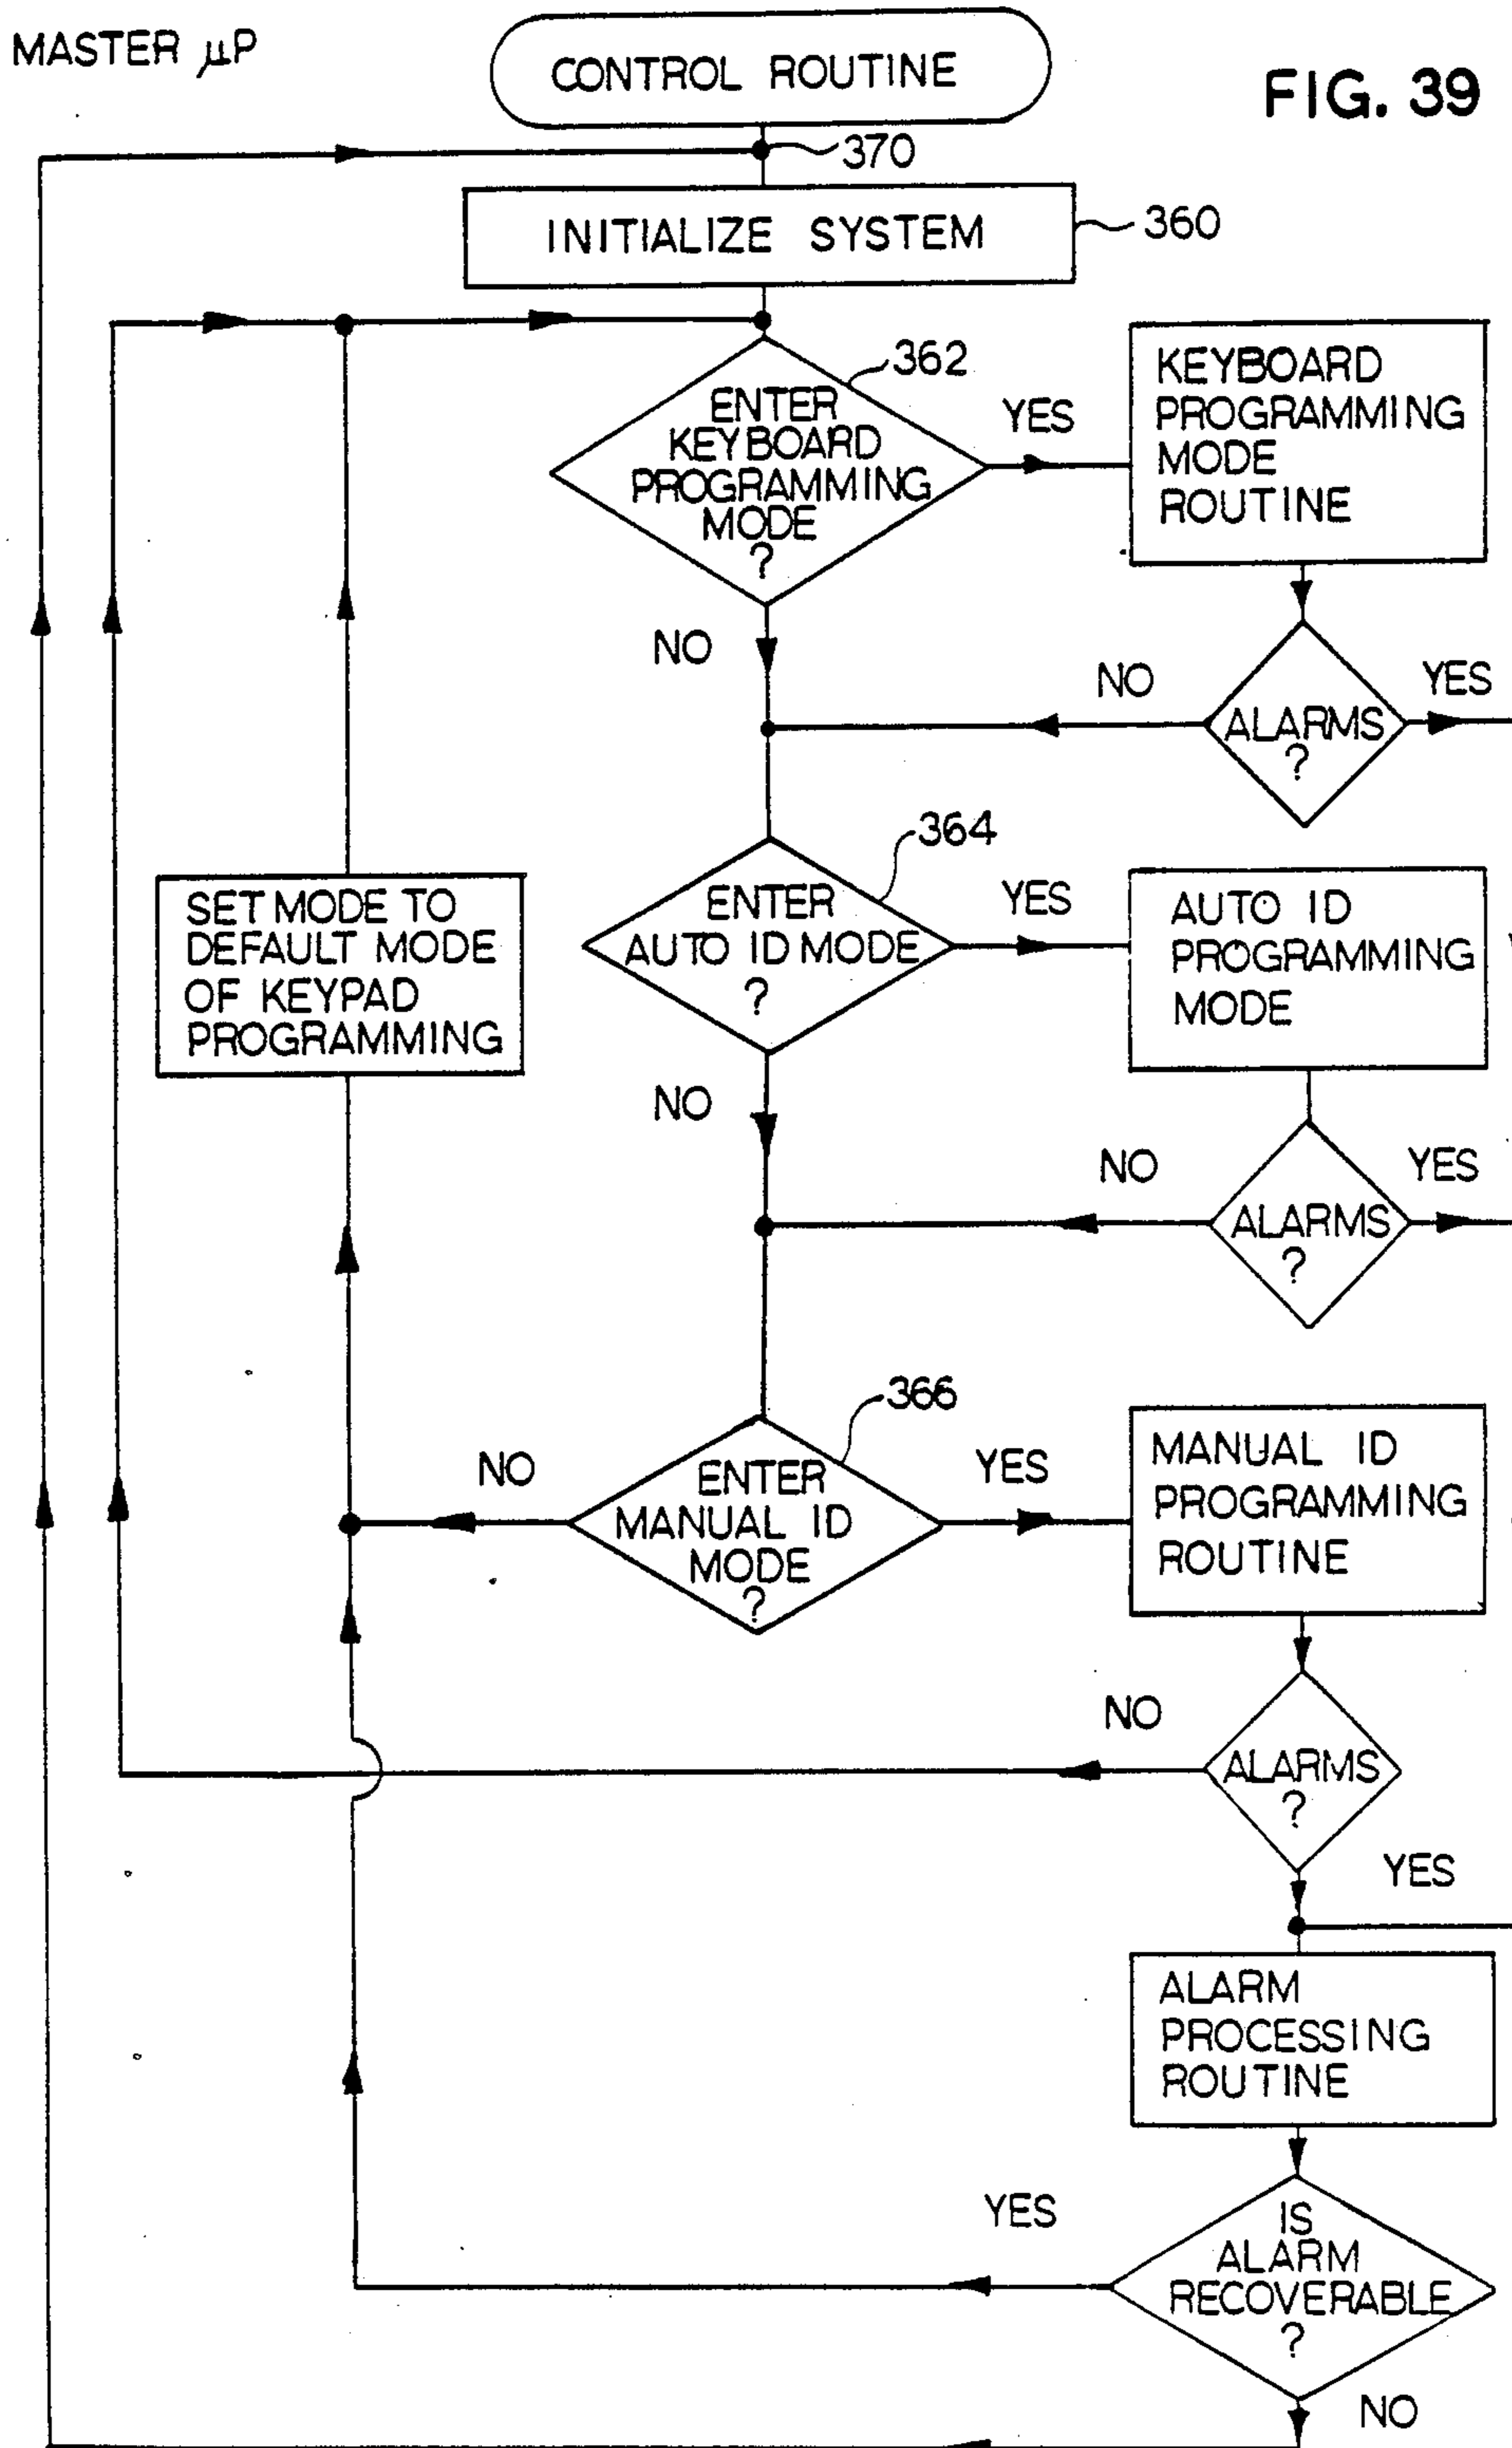 MASTER μP
CONTROL ROUTINE
FIG. 39
370
INITIALIZE SYSTEM
360
362
ENTER
KEYBOARD
PROGRAMMING
MODE
?
YES
KEYBOARD
PROGRAMMING
MODE
ROUTINE
NO
NO
YES
ALARMS
?
364
ENTER
AUTO ID MODE
?
YES
AUTO ID
PROGRAMMING
MODE
SET MODE TO
DEFAULT MODE
OF KEYPAD
PROGRAMMING
NO
NO
YES
ALARMS
?
366
NO
ENTER
MANUAL ID
MODE
?
YES
MANUAL ID
PROGRAMMING
ROUTINE
NO
ALARMS
?
YES
ALARM
PROCESSING
ROUTINE
YES
IS
ALARM
RECOVERABLE
?
NO